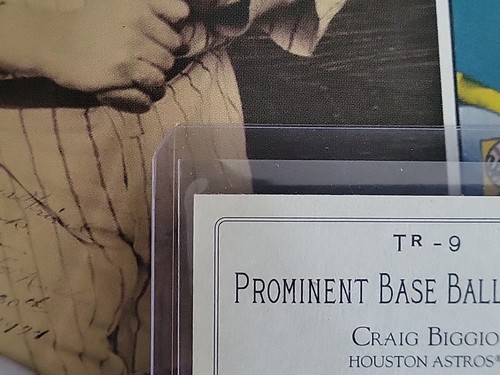 TR-9
PROMINENT BASE BALL
CRAIG BIGGIO
HOUSTON ASTROS®